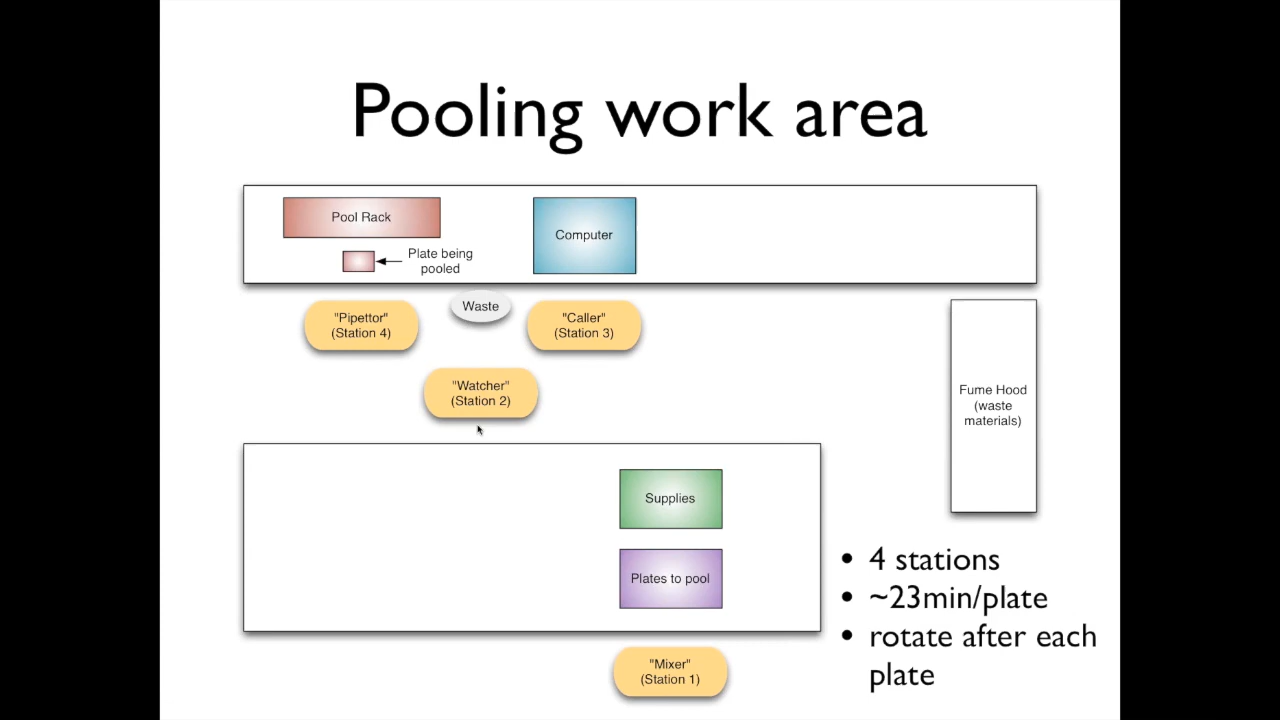 Pooling work area
Pool Rack
Plate being
pooled
Computer
"Pipettor"
(Station 4)
Waste
"Caller"
(Station 3)
"Watcher"
(Station 2)
Fume Hood
(waste
materials)
Supplies
Plates to pool
"Mixer"
(Station 1)
• 4 stations
• ~23min/plate
• rotate after each
plate